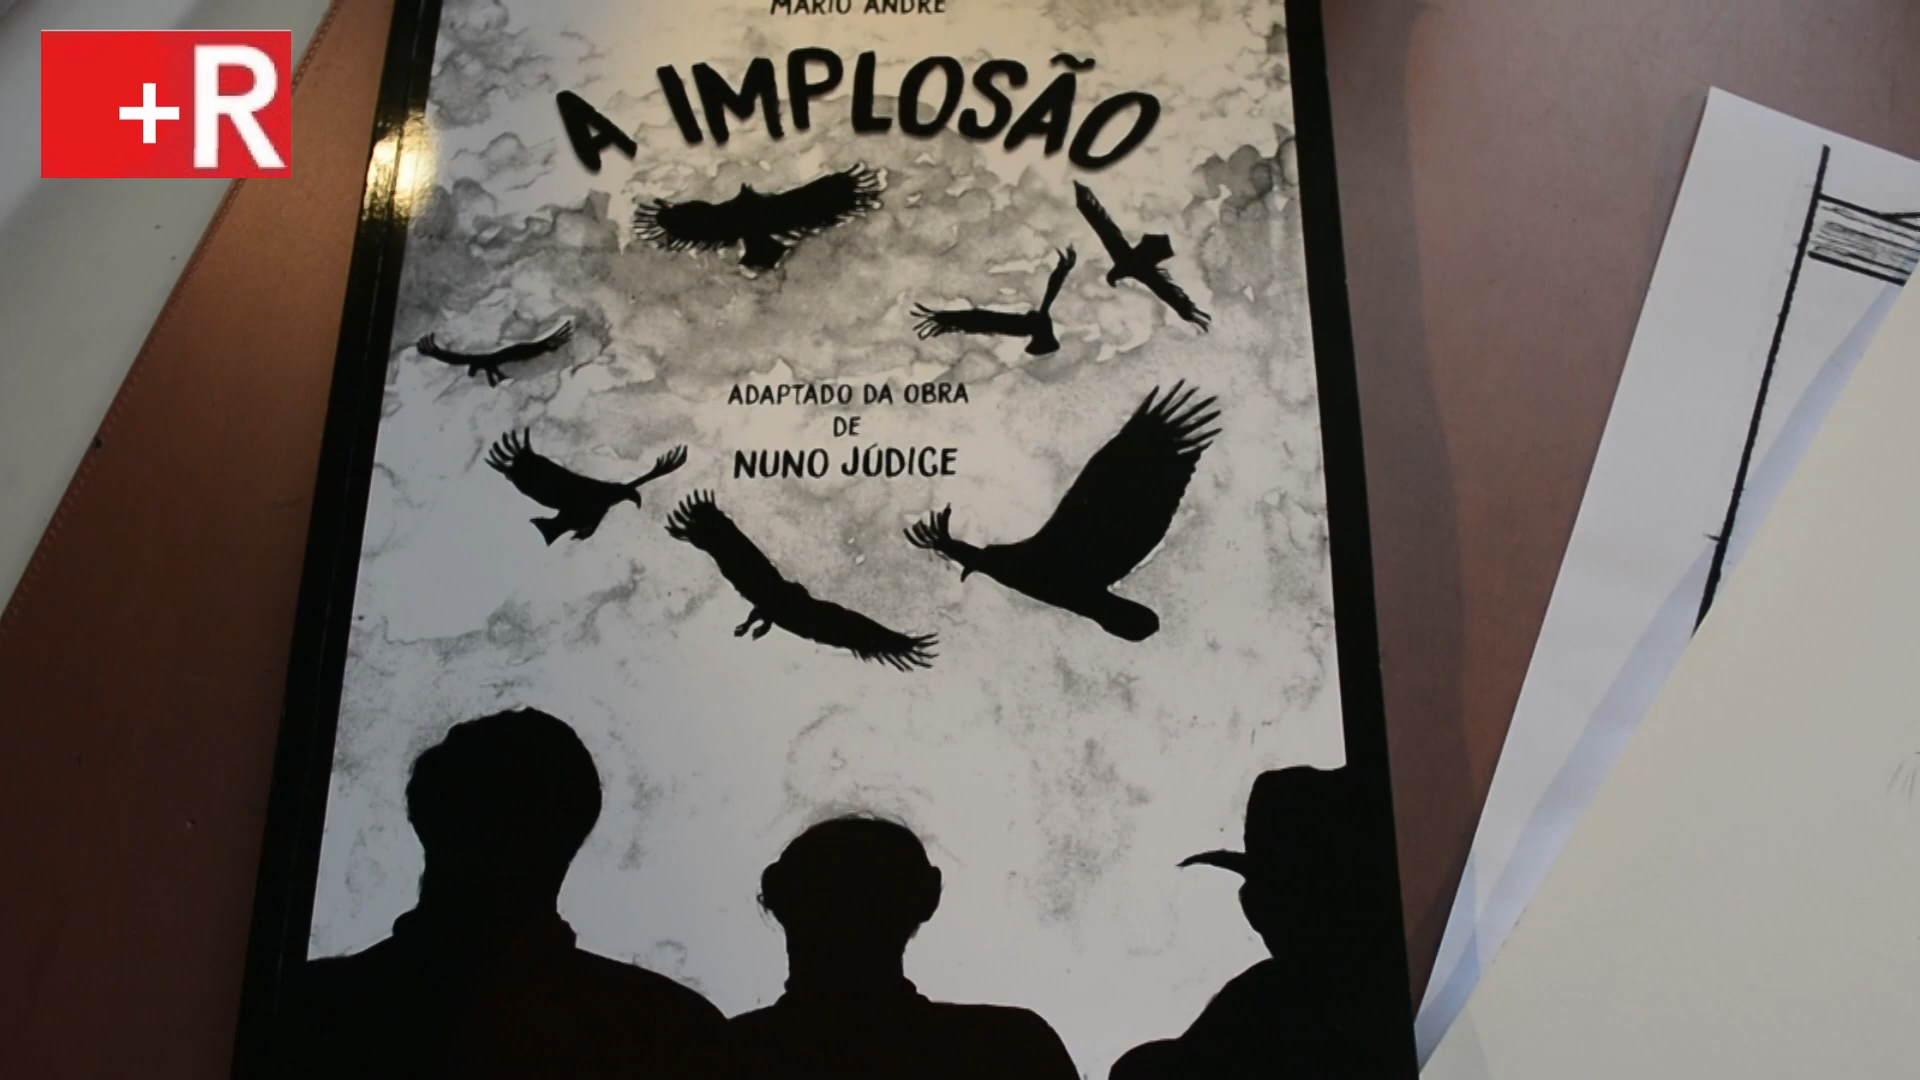 +R
MÁRIO ANDRÉ
A IMPLOSÃO
ADAPTADO DA OBRA
DE
NUNO JÚDICE